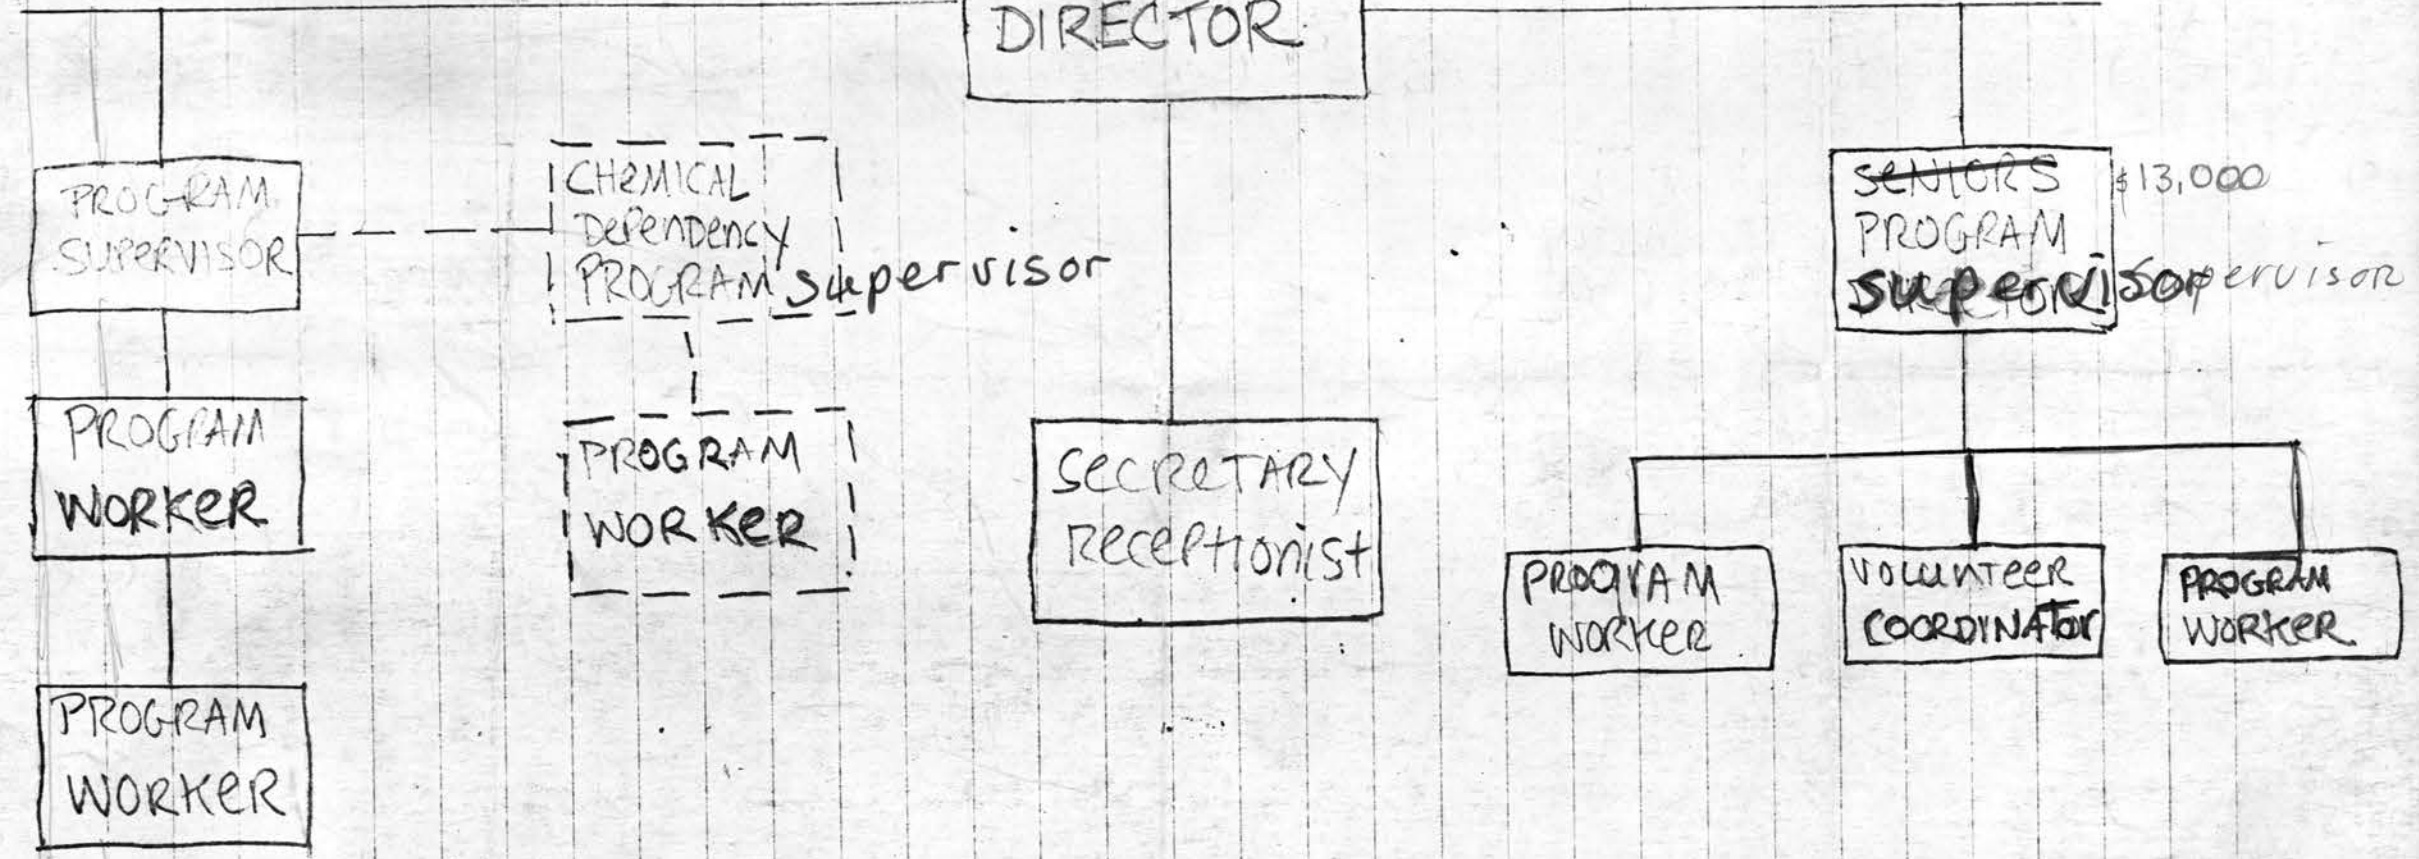 DIRECTOR
PROGRAM
SUPERVISOR
CHEMICAL
DEPENDENCY
PROGRAM supervisor
SENIORS $13,000
PROGRAM
supervisor Supervisor
PROGRAM
WORKER
PROGRAM
WORKER
SECRETARY
RECEPTIONIST
PROGRAM
WORKER
VOLUNTEER
COORDINATOR
PROGRAM
WORKER
PROGRAM
WORKER